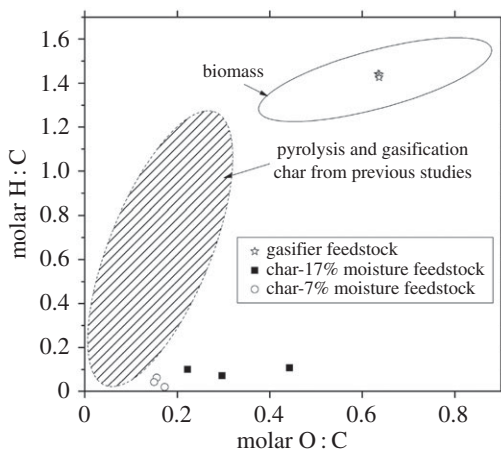 1.6
1.4
1.2
1.0
0.8
0.6
0.4
0.2
0
molar H : C
biomass
pyrolysis and gasification
char from previous studies
gasifier feedstock
char-17% moisture feedstock
char-7% moisture feedstock
0
0.2
0.4
0.6
0.8
molar O : C